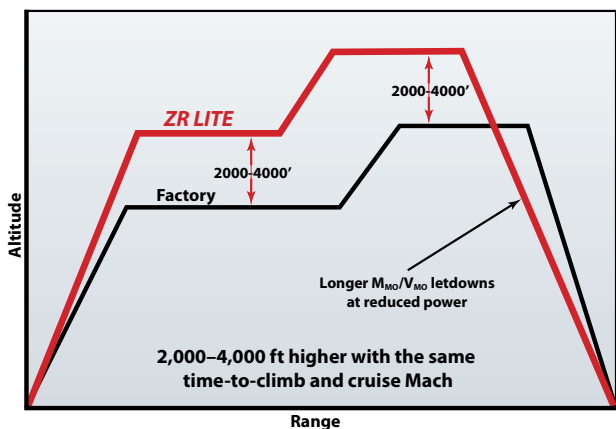 2000-4000’
ZR LITE
2000-4000’
Factory
Altitude
Longer MMO/VMO letdowns
at reduced power
2,000–4,000 ft higher with the same
time-to-climb and cruise Mach
Range